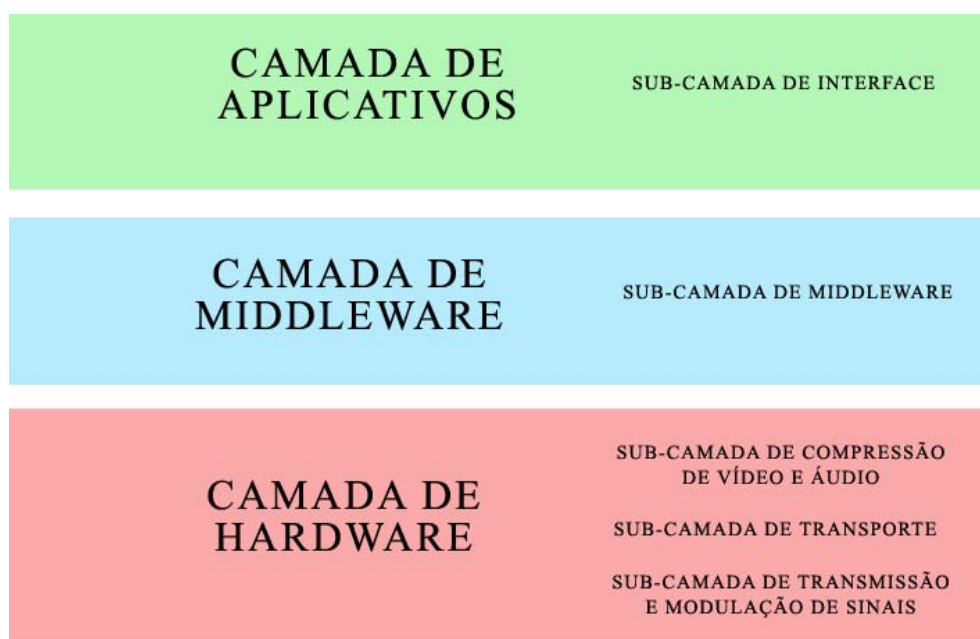 CAMADA DE
APLICATIVOS
SUB-CAMADA DE INTERFACE
CAMADA DE
MIDDLEWARE
SUB-CAMADA DE MIDDLEWARE
CAMADA DE
HARDWARE
SUB-CAMADA DE COMPRESSÃO
DE VÍDEO E ÁUDIO
SUB-CAMADA DE TRANSPORTE
SUB-CAMADA DE TRANSMISSÃO
E MODULAÇÃO DE SINAIS